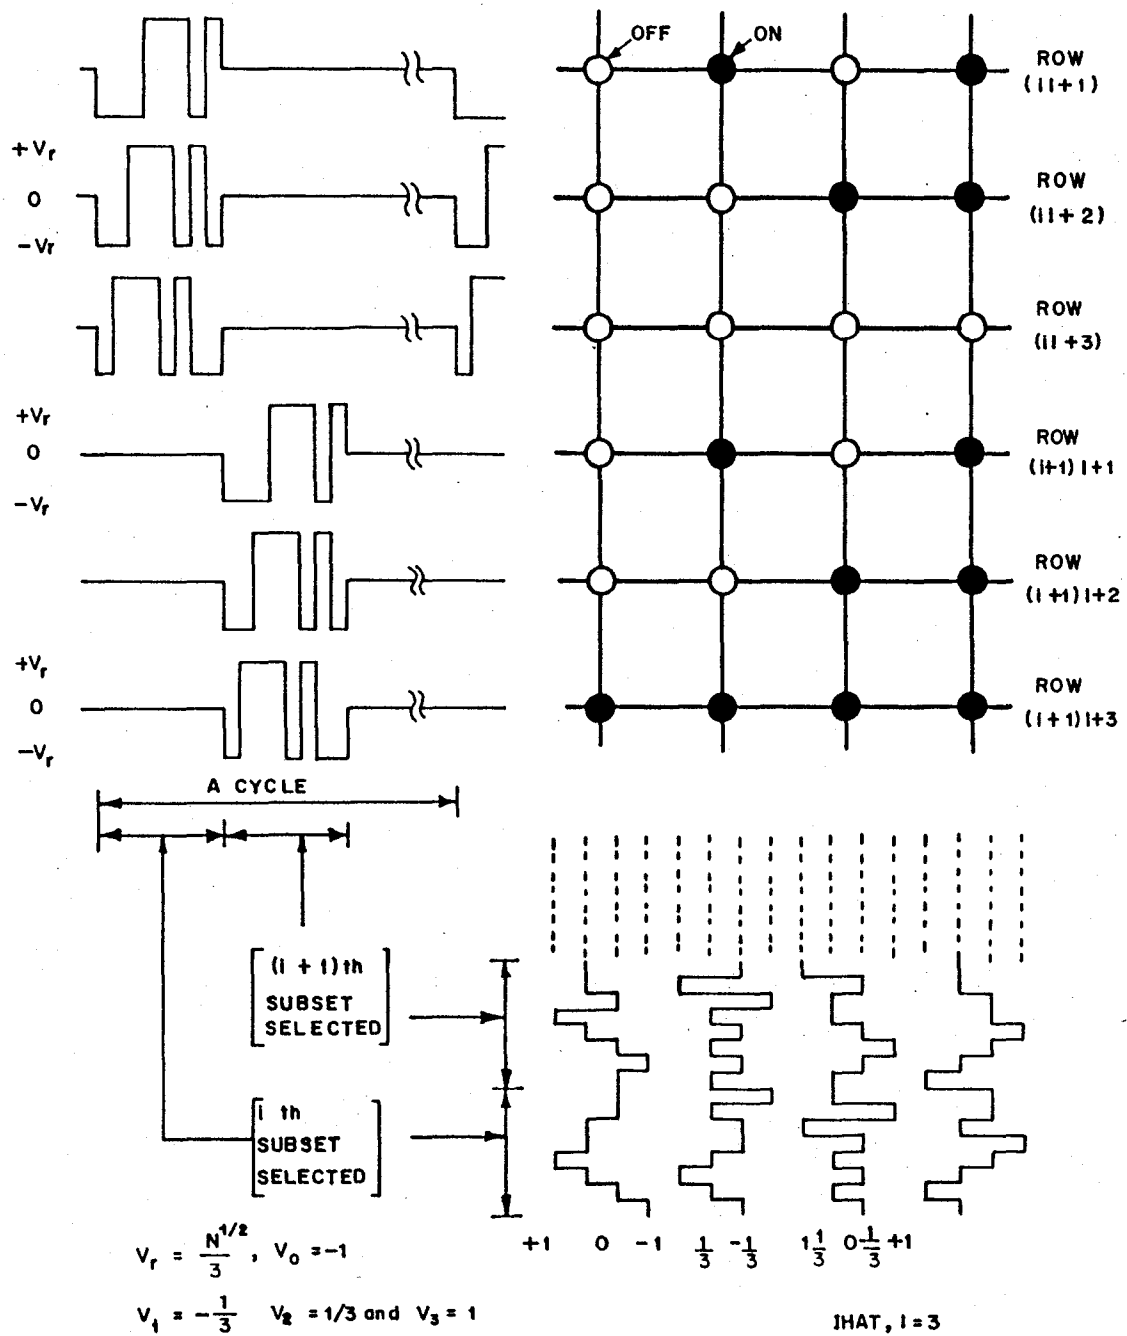 OFF
ON
ROW
(il+1)
+Vr
0
-Vr
ROW
(il+2)
ROW
(il+3)
+Vr
0
-Vr
ROW
(i+1)l+1
ROW
(i+1)l+2
+Vr
0
-Vr
ROW
(i+1)l+3
A CYCLE
[(i + 1)th
SUBSET
SELECTED]
[i th
SUBSET
SELECTED]
+1 0 -1 1/3 -1/3 1 1/3 0 1/3 +1
Vr = N^1/2/3, V0 = -1
V1 = -1/3 V2 = 1/3 and V3 = 1
IHAT, l = 3